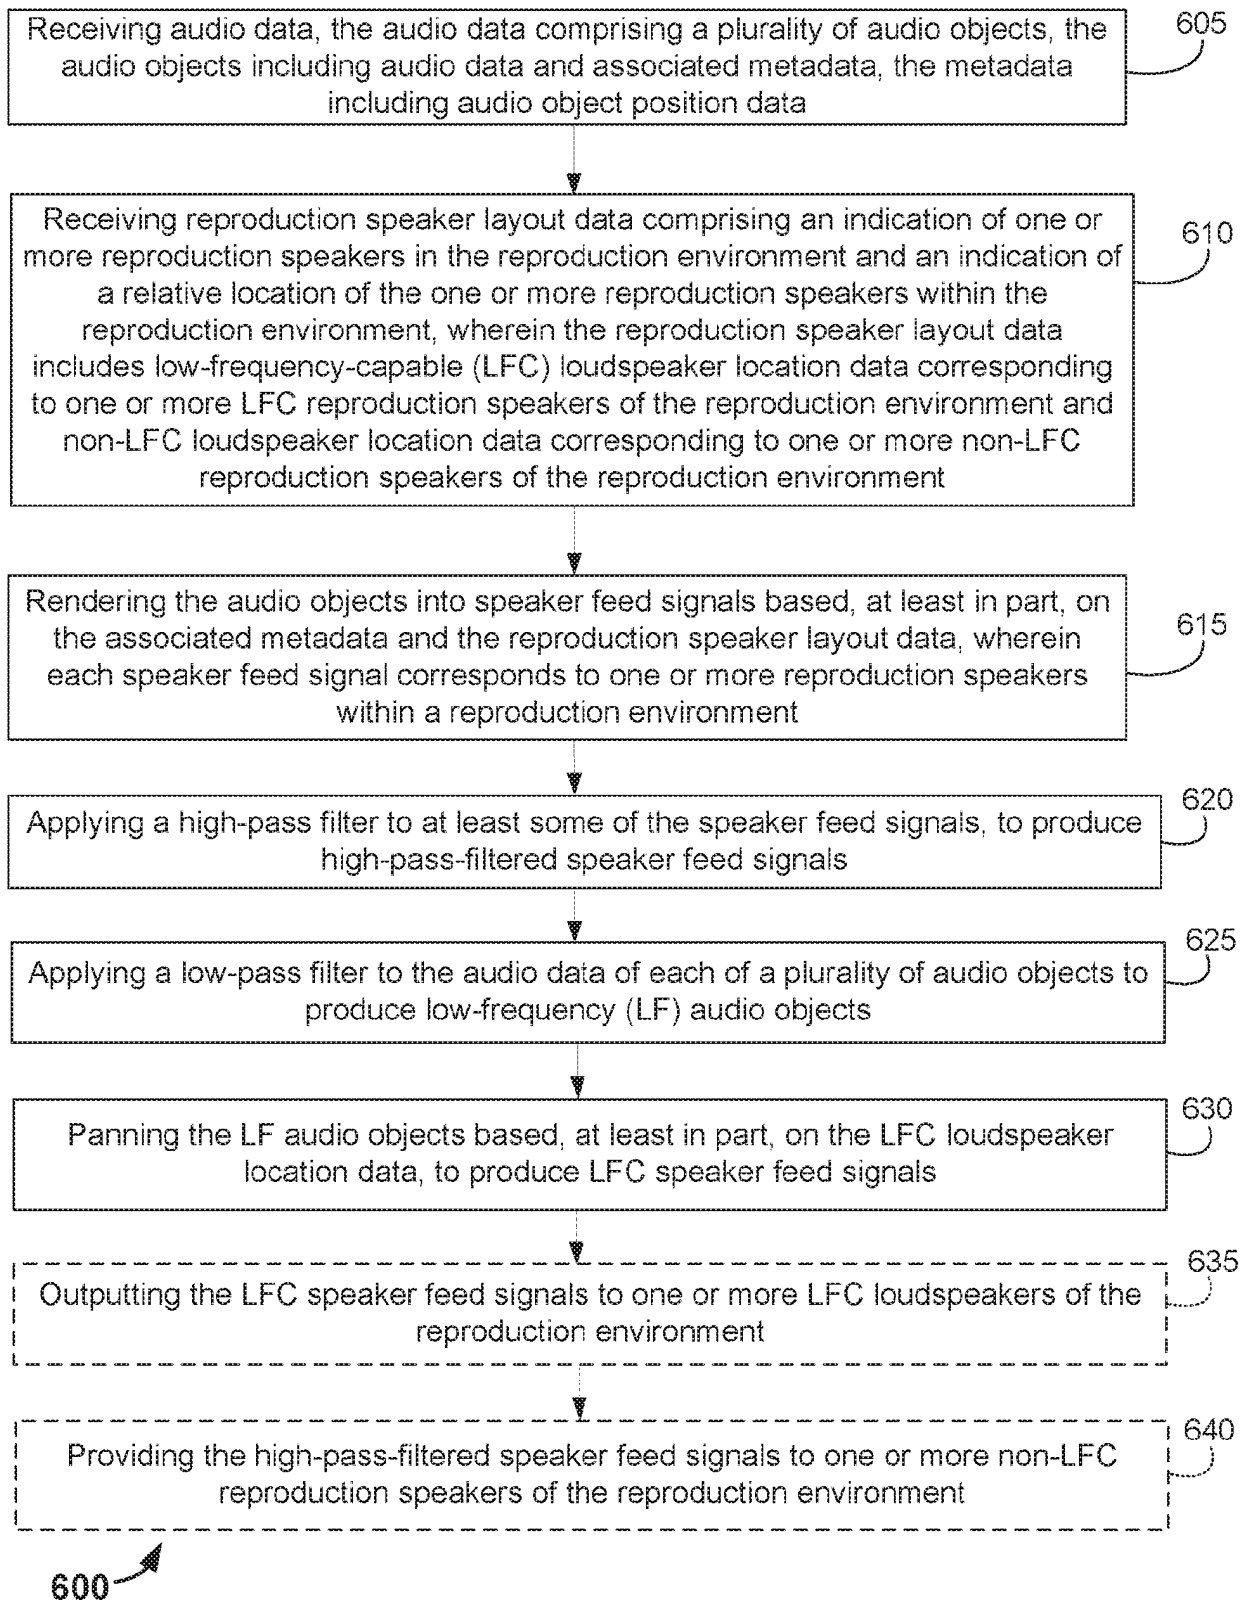 Receiving audio data, the audio data comprising a plurality of audio objects, the
audio objects including audio data and associated metadata, the metadata
including audio object position data
605
Receiving reproduction speaker layout data comprising an indication of one or
more reproduction speakers in the reproduction environment and an indication of
a relative location of the one or more reproduction speakers within the
reproduction environment, wherein the reproduction speaker layout data
includes low-frequency-capable (LFC) loudspeaker location data corresponding
to one or more LFC reproduction speakers of the reproduction environment and
non-LFC loudspeaker location data corresponding to one or more non-LFC
reproduction speakers of the reproduction environment
610
Rendering the audio objects into speaker feed signals based, at least in part, on
the associated metadata and the reproduction speaker layout data, wherein
each speaker feed signal corresponds to one or more reproduction speakers
within a reproduction environment
615
Applying a high-pass filter to at least some of the speaker feed signals, to produce
high-pass-filtered speaker feed signals
620
Applying a low-pass filter to the audio data of each of a plurality of audio objects to
produce low-frequency (LF) audio objects
625
Panning the LF audio objects based, at least in part, on the LFC loudspeaker
location data, to produce LFC speaker feed signals
630
Outputting the LFC speaker feed signals to one or more LFC loudspeakers of the
reproduction environment
635
Providing the high-pass-filtered speaker feed signals to one or more non-LFC
reproduction speakers of the reproduction environment
640
600